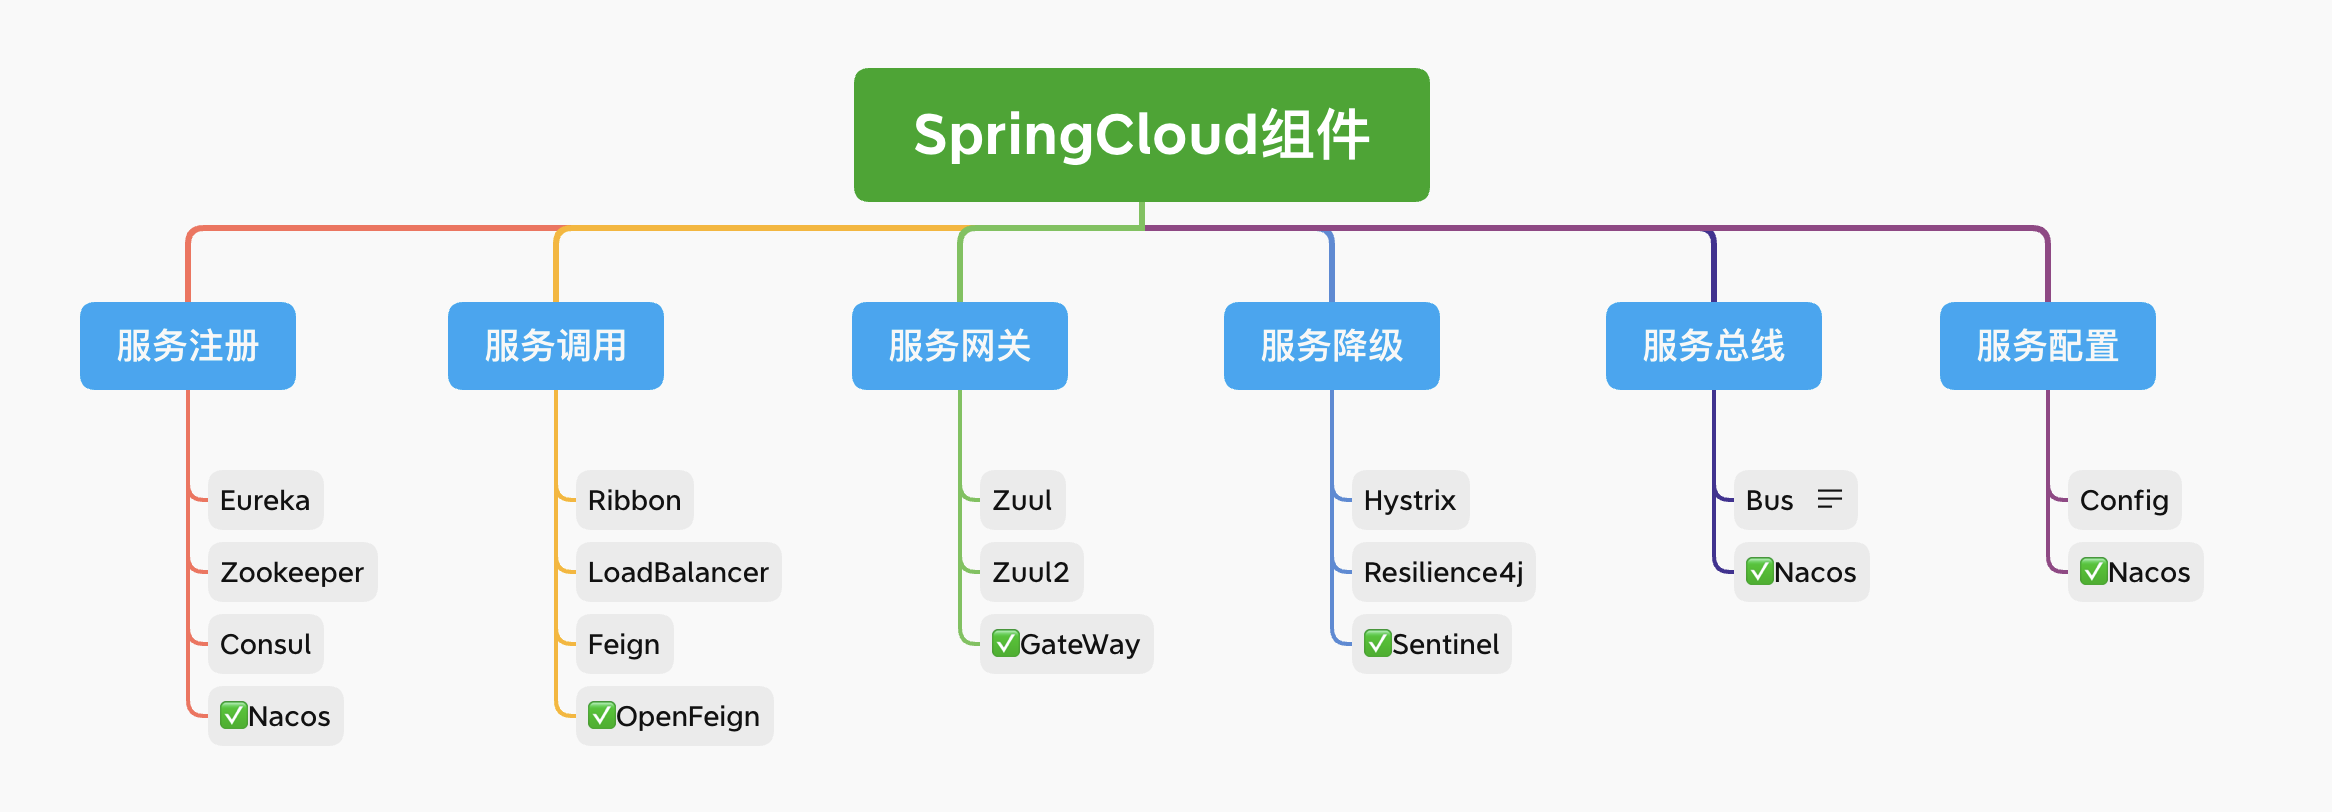 SpringCloud组件
服务注册
Eureka
Zookeeper
Consul
✅Nacos
服务调用
Ribbon
LoadBalancer
Feign
✅OpenFeign
服务网关
Zuul
Zuul2
✅GateWay
服务降级
Hystrix
Resilience4j
✅Sentinel
服务总线
Bus
✅Nacos
服务配置
Config
✅Nacos